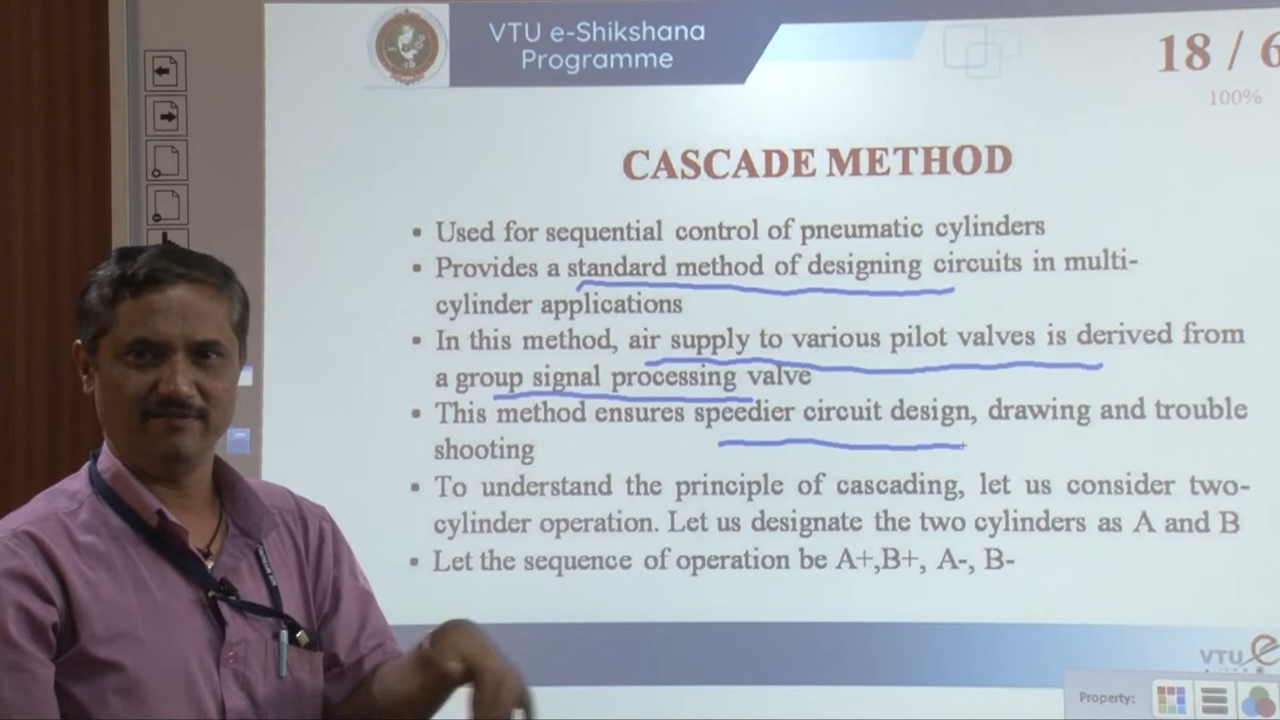 VTU e-Shikshana
Programme
18 / 6
100%
CASCADE METHOD
▪ Used for sequential control of pneumatic cylinders
▪ Provides a standard method of designing circuits in multi-
cylinder applications
▪ In this method, air supply to various pilot valves is derived from
a group signal processing valve
▪ This method ensures speedier circuit design, drawing and trouble
shooting
▪ To understand the principle of cascading, let us consider two-
cylinder operation. Let us designate the two cylinders as A and B
▪ Let the sequence of operation be A+,B+, A-, B-
VTU e
Property: